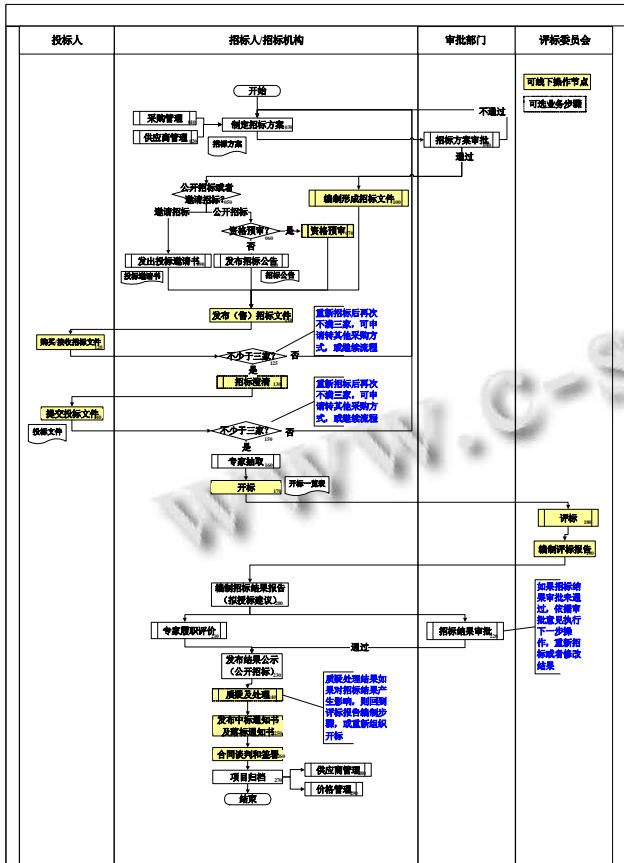 投标人
招标人/招标机构
审批部门
评标委员会
开始
可线下操作节点
可选业务步骤
采购管理
供应商管理
制定招标方案
招标方案
不通过
招标方案审批
通过
公开招标或者
邀请招标?
编制形成招标文件
邀请招标
公开招标
资格预审?
是
资格预审
否
发出投标邀请书
投标邀请书
发布招标公告
招标公告
发布（售）招标文件
购买/接收招标文件
重新招标后再次
不满三家，可申
请转其他采购方
式，或继续流程
不少于三家?
125
否
是
招标澄清
提交投标文件
投标文件
重新招标后再次
不满三家，可申
请转其他采购方
式，或继续流程
不少于三家?
150
否
是
专家抽取
开标
开标一览表
评标
编制评标报告
编制招标结果报告
（拟授标建议）
如果招标结
果审批未通
过，依据审
批意见执行
下一步操
作，重新招
标或者修改
结果
专家履职评价
招标结果审批
通过
发布结果公示
（公开招标）
质疑及处理
质疑处理结果如
果对招标结果产
生影响，则回到
评标报告编制步
骤，或重新组织
开标
发布中标通知书
及落标通知书
合同谈判和签署
项目归档
270
供应商管理
价格管理
结束
www.c-s